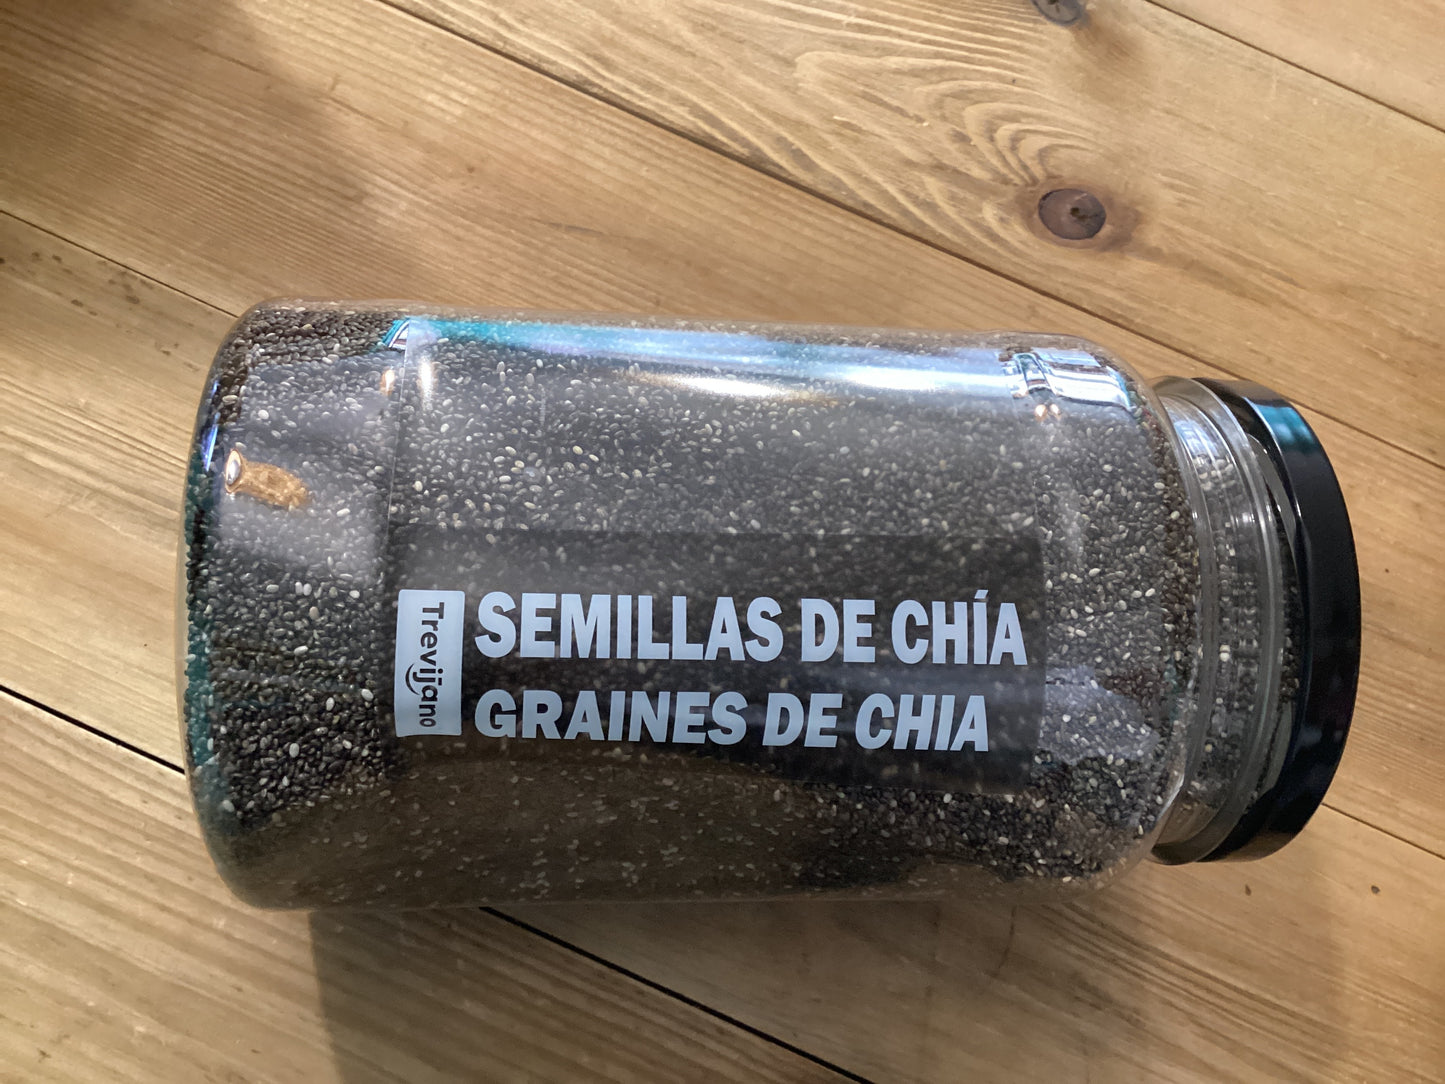 Trevijano
SEMILLAS DE CHÍA
GRAINES DE CHIA